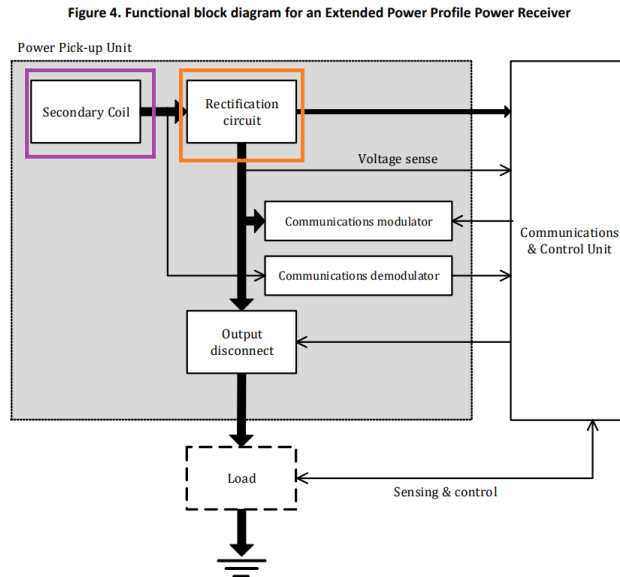 Figure 4. Functional block diagram for an Extended Power Profile Power Receiver
Power Pick-up Unit
Secondary Coil
Rectification
circuit
Voltage sense
Communications modulator
Communications
& Control Unit
Communications demodulator
Output
disconnect
Load
Sensing & control